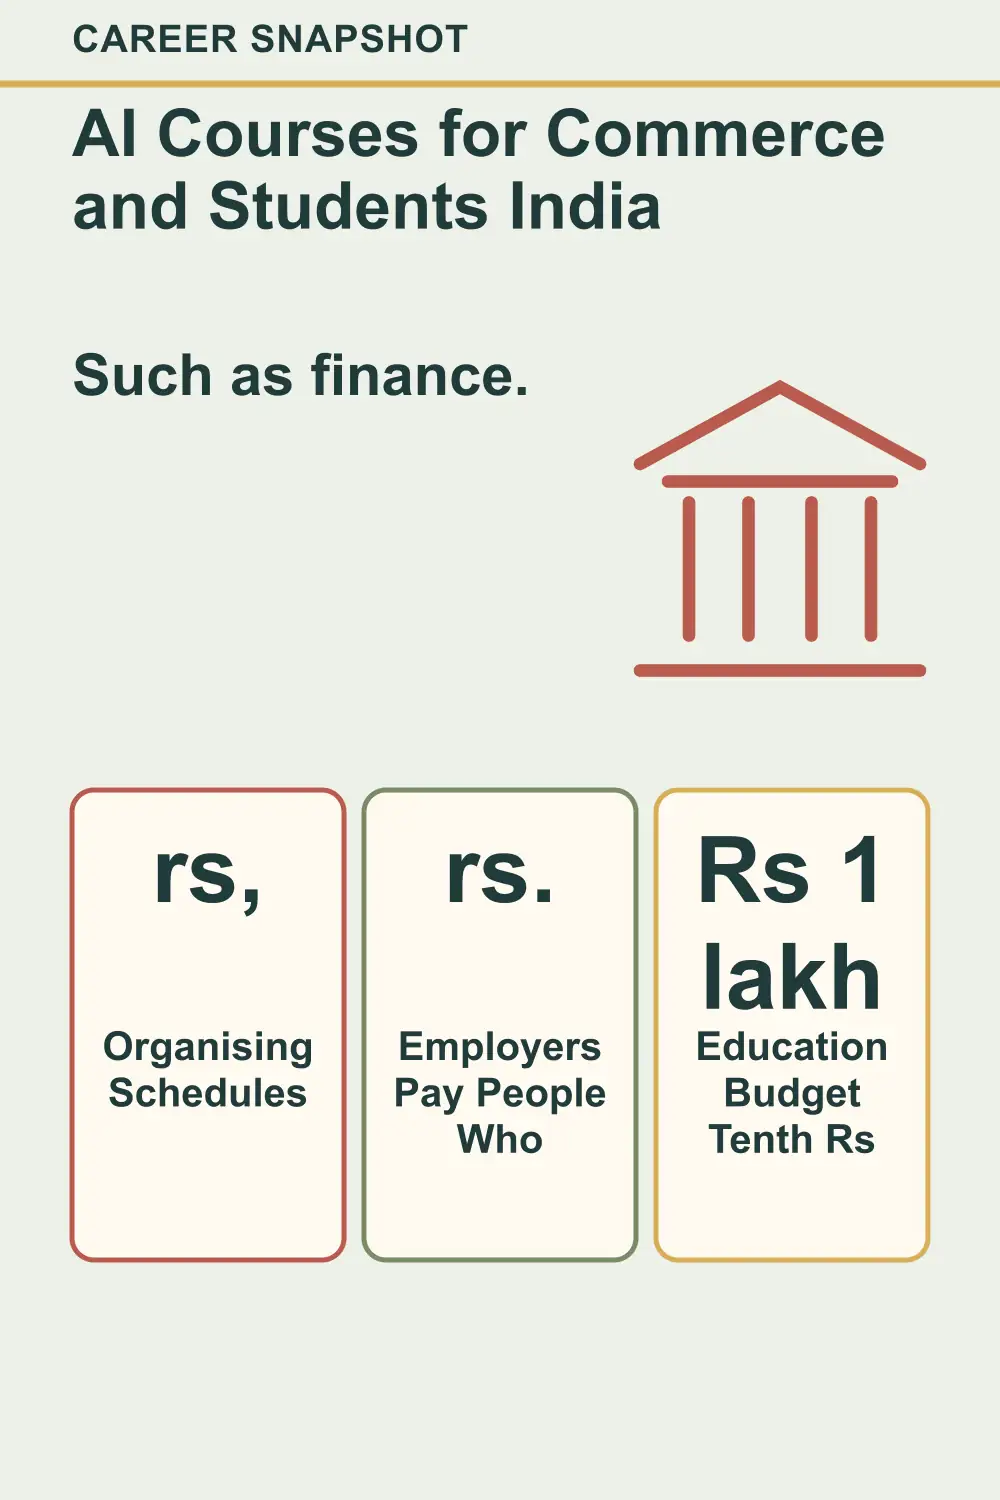 CAREER SNAPSHOT
AI Courses for Commerce
and Students India
Such as finance.
rs,
Organising
Schedules
rs.
Employers
Pay People
Who
Rs 1
lakh
Education
Budget
Tenth Rs